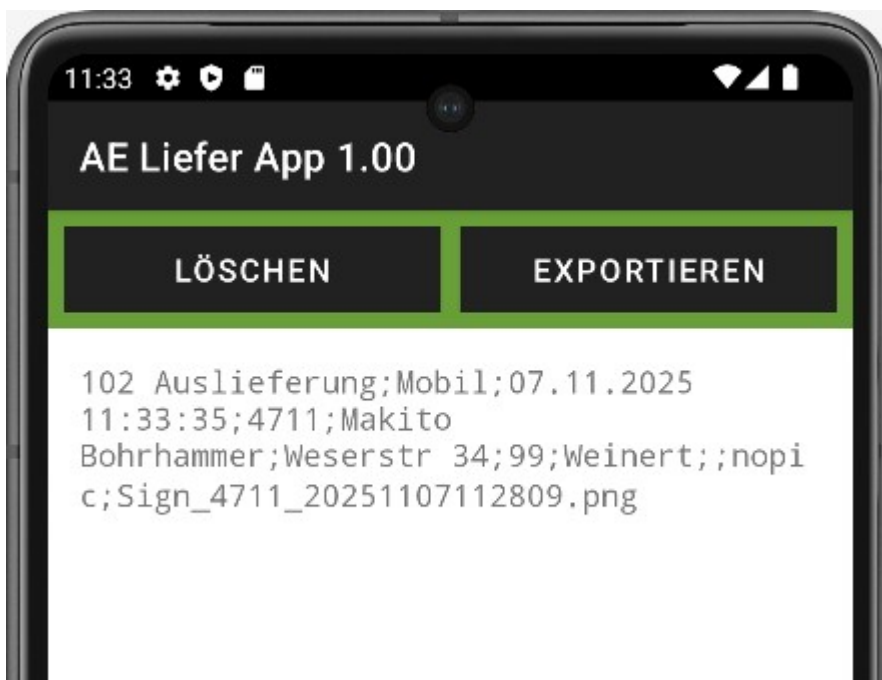 11:33
AE Liefer App 1.00
LÖSCHEN
EXPORTIEREN
102 Auslieferung;Mobil;07.11.2025
11:33:35;4711;Makito
Bohrhammer;Weserstr 34;99;Weinert;;nopi
c;Sign_4711_20251107112809.png